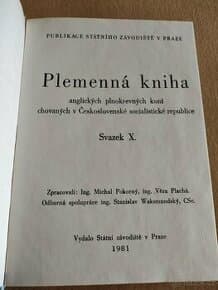 PUBLIKACE STÁTNÍHO ZÁVODIŠTĚ V PRAZE
Plemenná kniha
anglických plnokrevných koní
chovaných v Československé socialistické republice
Svazek X.
Zpracovali: Ing. Michal Pokorný, ing. Věra Plachá.
Odborná spolupráce ing. Stanislav Wakomudský, CSc.
Vydalo Státní závodiště v Praze
1981